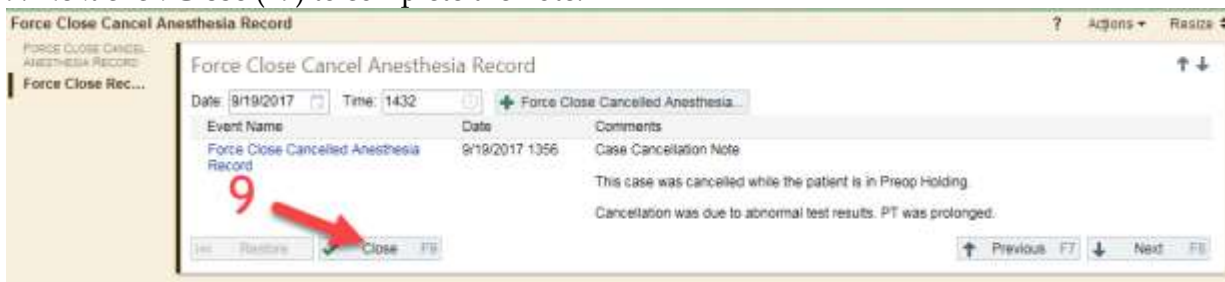 Force Close Cancel Anesthesia Record ? Actions Resize
FORCE CLOSE CANCEL
ANESTHESIA RECORD
Force Close Rec...
Force Close Cancel Anesthesia Record
Date: 9/19/2017 Time: 1432 Force Close Cancelled Anesthesia...
Event Name Date Comments
Force Close Cancelled Anesthesia 9/19/2017 1356 Case Cancellation Note
Record
This case was cancelled while the patient is in Preop Holding.
9
Cancellation was due to abnormal test results. PT was prolonged.
Restore Close F9 Previous F7 Next F8